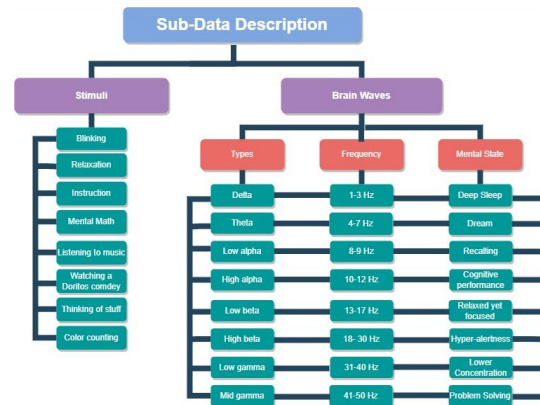 Sub-Data Description
Stimuli
Brain Waves
Blinking
Relaxation
Instruction
Mental Math
Listening to music
Watching a
Doritos comdey
Thinking of stuff
Color counting
Types
Frequency
Mental State
Delta
1-3 Hz
Deep Sleep
Theta
4-7 Hz
Dream
Low alpha
8-9 Hz
Recalling
High alpha
10-12 Hz
Cognitive
performance
Low beta
13-17 Hz
Relaxed yet
focused
High beta
18- 30 Hz
Hyper-alertness
Low gamma
31-40 Hz
Lower
Concentration
Mid gamma
41-50 Hz
Problem Solving